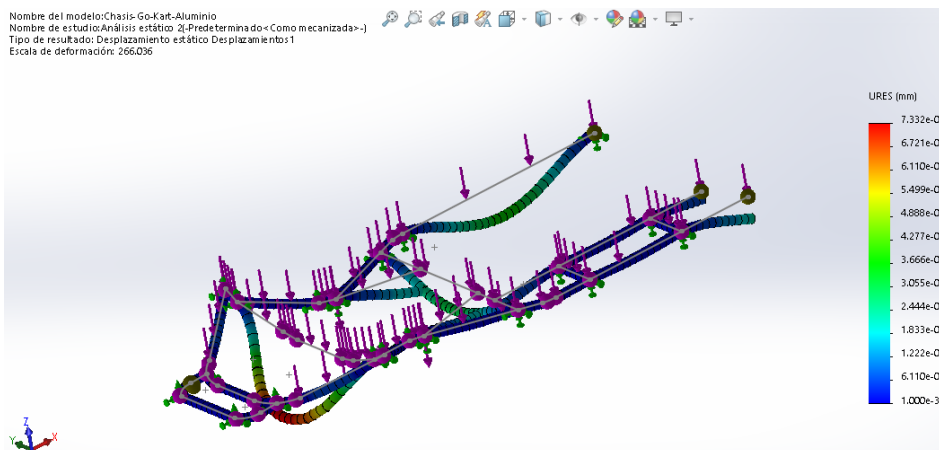 Nombre del modelo:Chasis-Go-Kart-Aluminio
Nombre de estudio:Análisis estático 2(-Predeterminado<Como mecanizada>-)
Tipo de resultado: Desplazamiento estático Desplazamientos1
Escala de deformación: 266.036
URES (mm)
7.332e-0
6.721e-0
6.110e-0
5.499e-0
4.888e-0
4.277e-0
3.666e-0
3.055e-0
2.444e-0
1.833e-0
1.222e-0
6.110e-0
1.000e-3
Z
Y
X